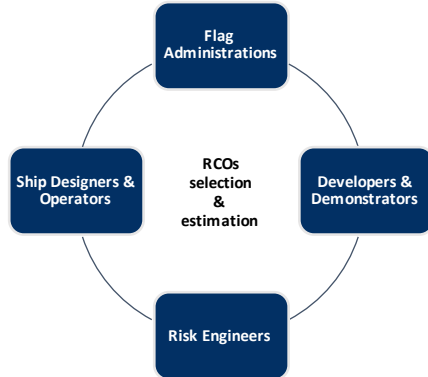 Flag
Administrations
Ship Designers &
Operators
RCOs
selection
&
estimation
Developers &
Demonstrators
Risk Engineers